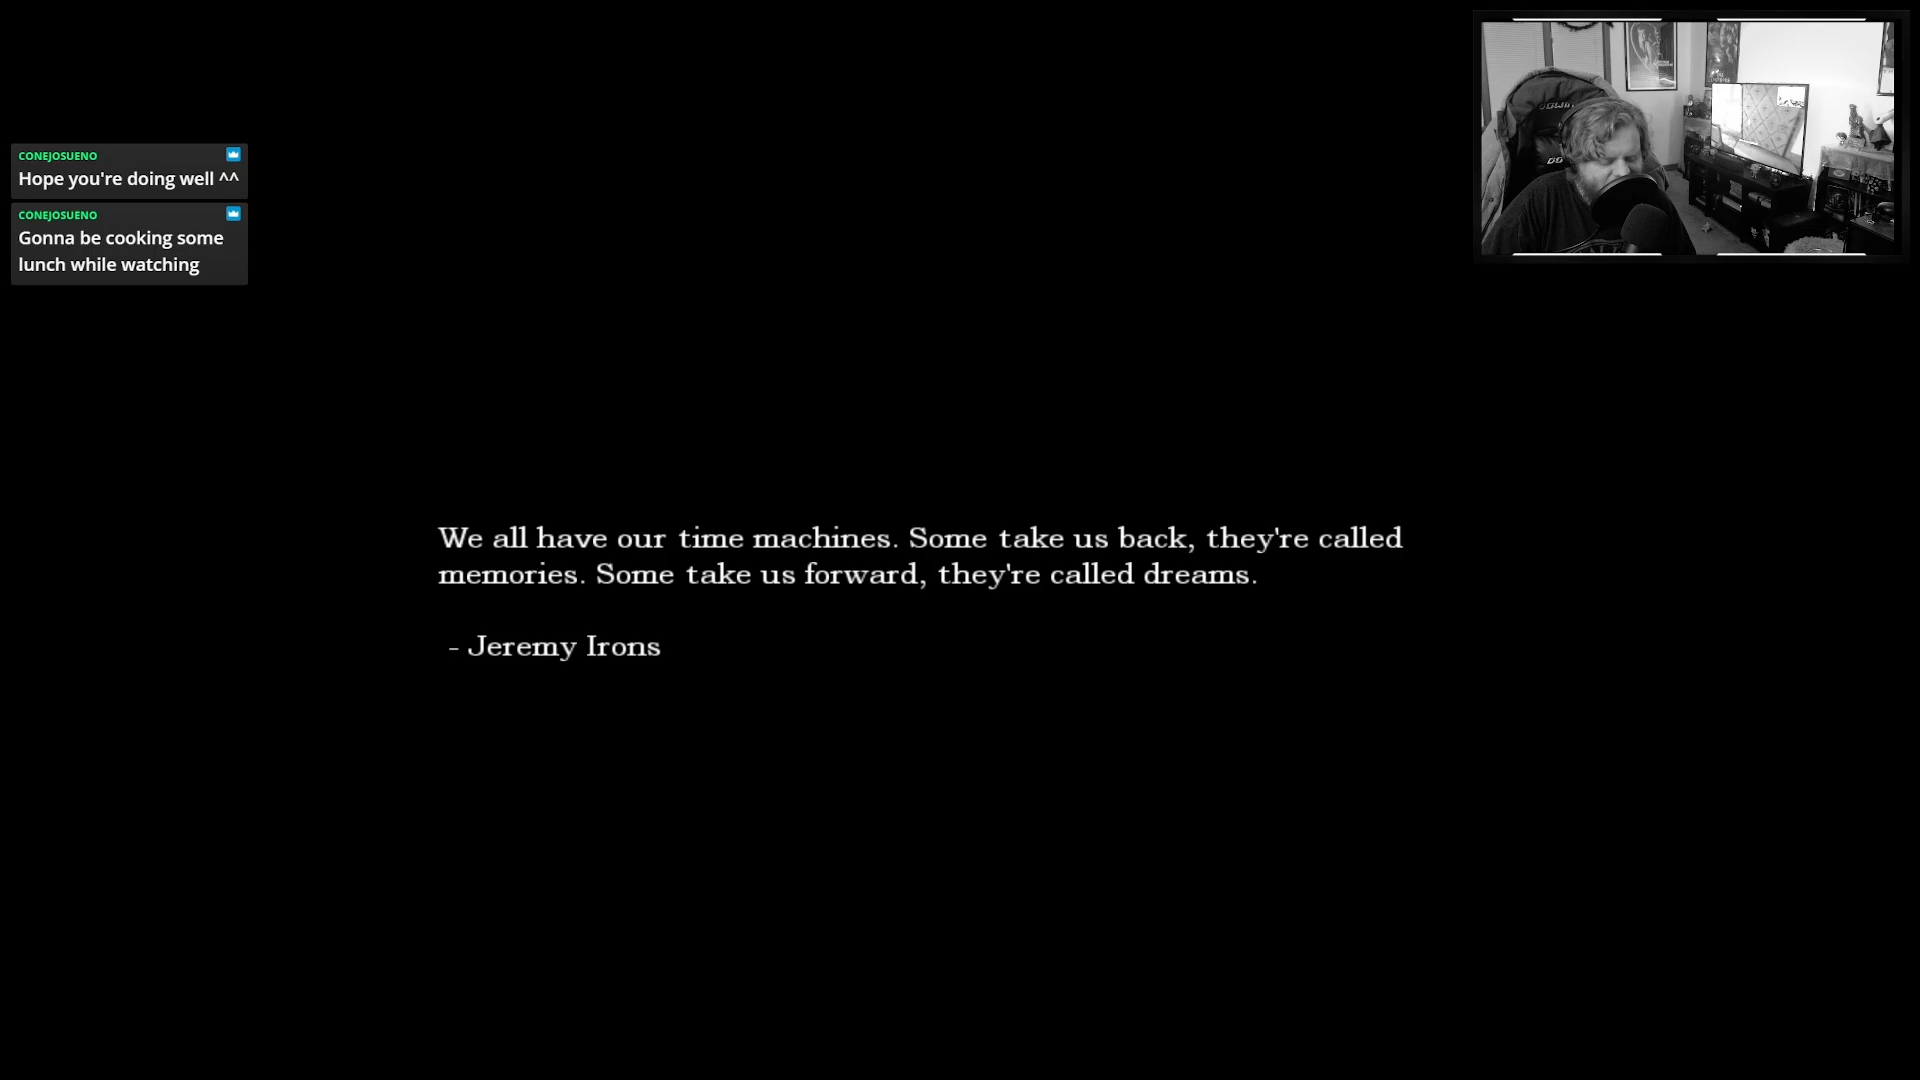 CONEJOSUENO
Hope you're doing well ^^
CONEJOSUENO
Gonna be cooking some
lunch while watching
We all have our time machines. Some take us back, they're called
memories. Some take us forward, they're called dreams.
- Jeremy Irons